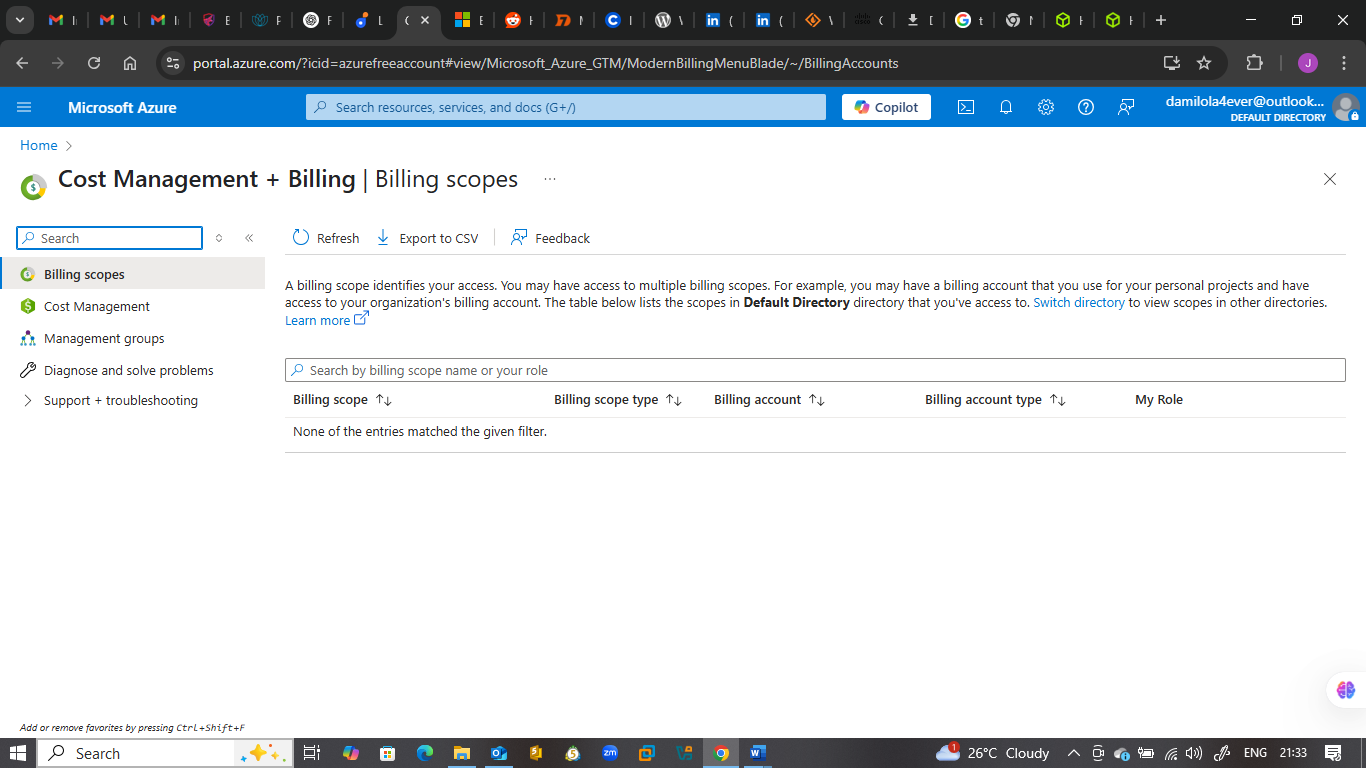 portal.azure.com/?icid=azurefreeaccount#view/Microsoft_Azure_GTM/ModernBillingMenuBlade/~/BillingAccounts
J
Microsoft Azure
Search resources, services, and docs (G+/)
Copilot
damilola4ever@outlook...
DEFAULT DIRECTORY
Home
Cost Management + Billing | Billing scopes
...
Search
Refresh
Export to CSV
Feedback
Billing scopes
Cost Management
Management groups
Diagnose and solve problems
Support + troubleshooting
A billing scope identifies your access. You may have access to multiple billing scopes. For example, you may have a billing account that you use for your personal projects and have
access to your organization's billing account. The table below lists the scopes in Default Directory directory that you've access to. Switch directory to view scopes in other directories.
Learn more
Search by billing scope name or your role
Billing scope Billing scope type Billing account Billing account type My Role
None of the entries matched the given filter.
Add or remove favorites by pressing Ctrl+Shift+F
Search
1
26°C Cloudy
ENG
21:33